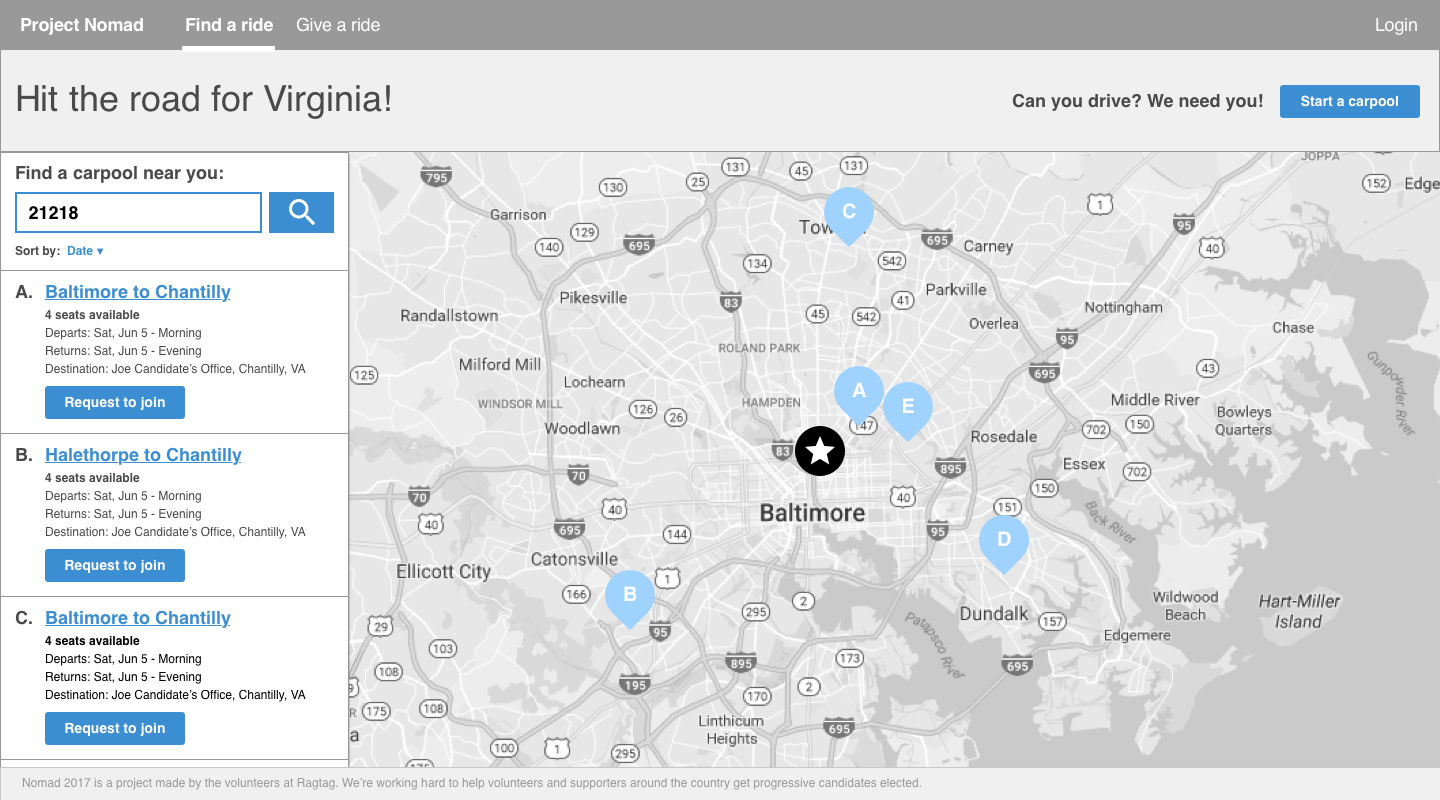 Project Nomad
Find a ride
Give a ride
Login
Hit the road for Virginia!
Can you drive? We need you!
Start a carpool
Find a carpool near you:
21218
Sort by: Date ▾
A. Baltimore to Chantilly
4 seats available
Departs: Sat, Jun 5 - Morning
Returns: Sat, Jun 5 - Evening
Destination: Joe Candidate’s Office, Chantilly, VA
Request to join
B. Halethorpe to Chantilly
4 seats available
Departs: Sat, Jun 5 - Morning
Returns: Sat, Jun 5 - Evening
Destination: Joe Candidate’s Office, Chantilly, VA
Request to join
C. Baltimore to Chantilly
4 seats available
Departs: Sat, Jun 5 - Morning
Returns: Sat, Jun 5 - Evening
Destination: Joe Candidate’s Office, Chantilly, VA
Request to join
JOPPA
795
131
45
131
130
25
152
Edge
1
C
Garrison
129
140
695
Tow
695
Carney
95
40
134
542
Pikesville
83
45
542
41
Parkville
Nottingham
Randallstown
Overlea
Chase
95
ROLAND PARK
Milford Mill
125
Lochearn
695
43
Gunpowder River
WINDSOR MILL
126
26
HAMPDEN
A
E
Middle River
Bowleys
Quarters
Woodlawn
147
702
150
83
Rosedale
895
Essex
702
70
70
150
40
40
40
Baltimore
151
Back River
695
144
95
D
Catonsville
Ellicott City
1
B
166
295
2
Dundalk
Wildwood
Beach
Hart-Miller
Island
29
95
157
Edgemere
Patapsco River
103
895
173
695
108
195
170
2
9
175
108
R
a
Linthicum
Heights
695
100
1
295
175
Nomad 2017 is a project made by the volunteers at Ragtag. We’re working hard to help volunteers and supporters around the country get progressive candidates elected.